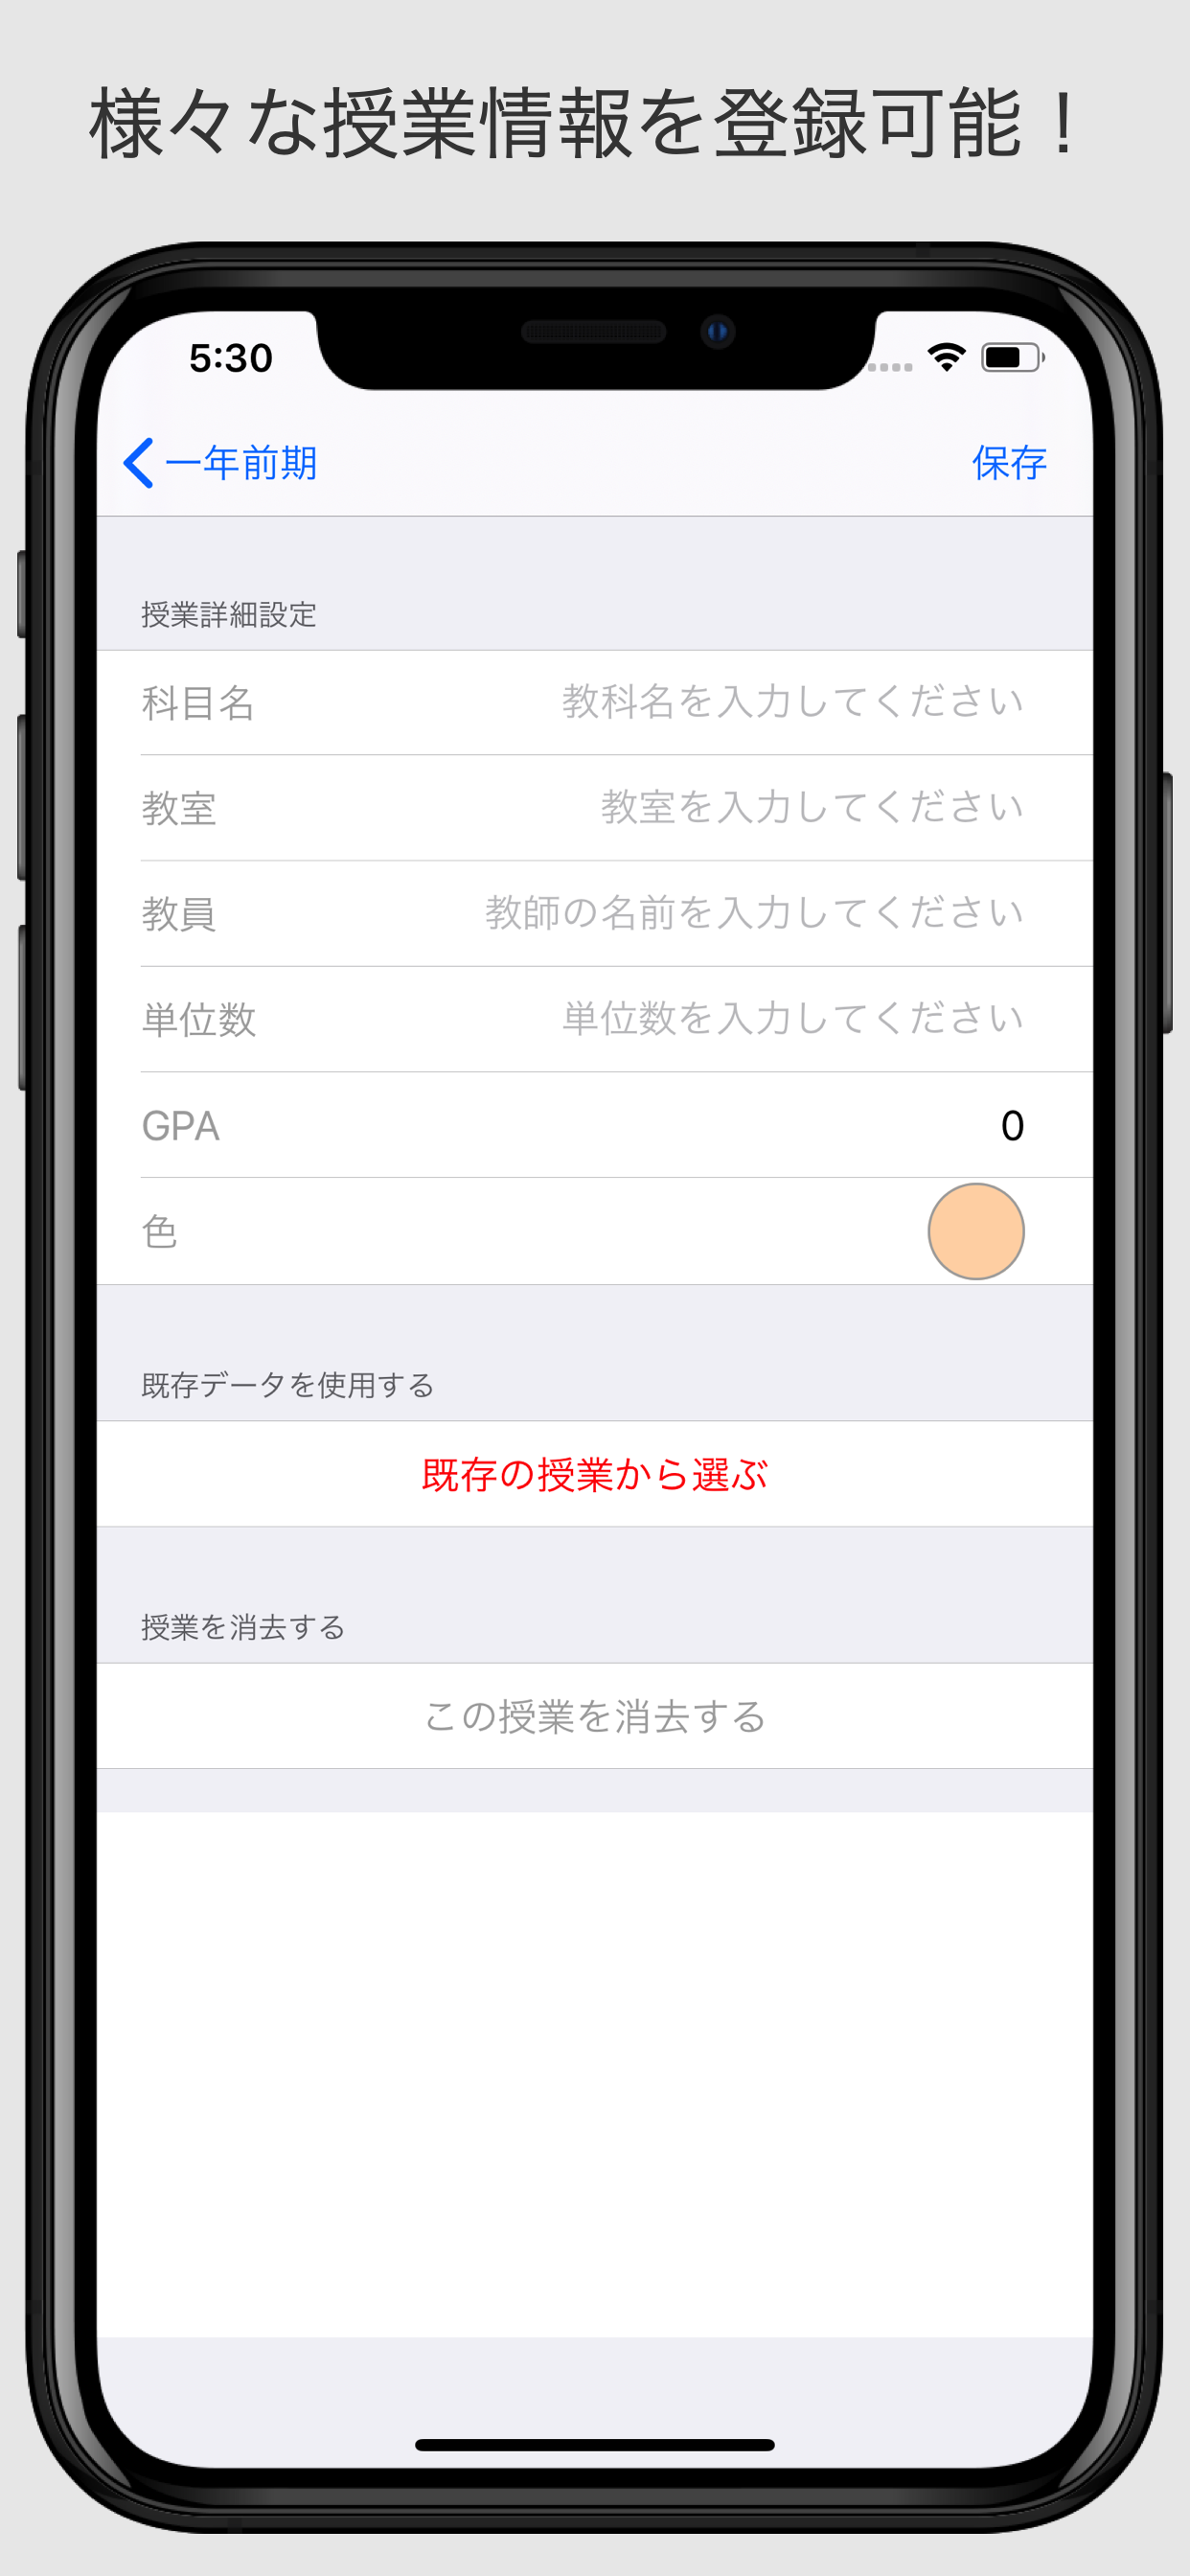 様々な授業情報を登録可能！
5:30
一年前期 保存
授業詳細設定
科目名 教科名を入力してください
教室 教室を入力してください
教員 教師の名前を入力してください
単位数 単位数を入力してください
GPA 0
色
既存データを使用する
既存の授業から選ぶ
授業を消去する
この授業を消去する